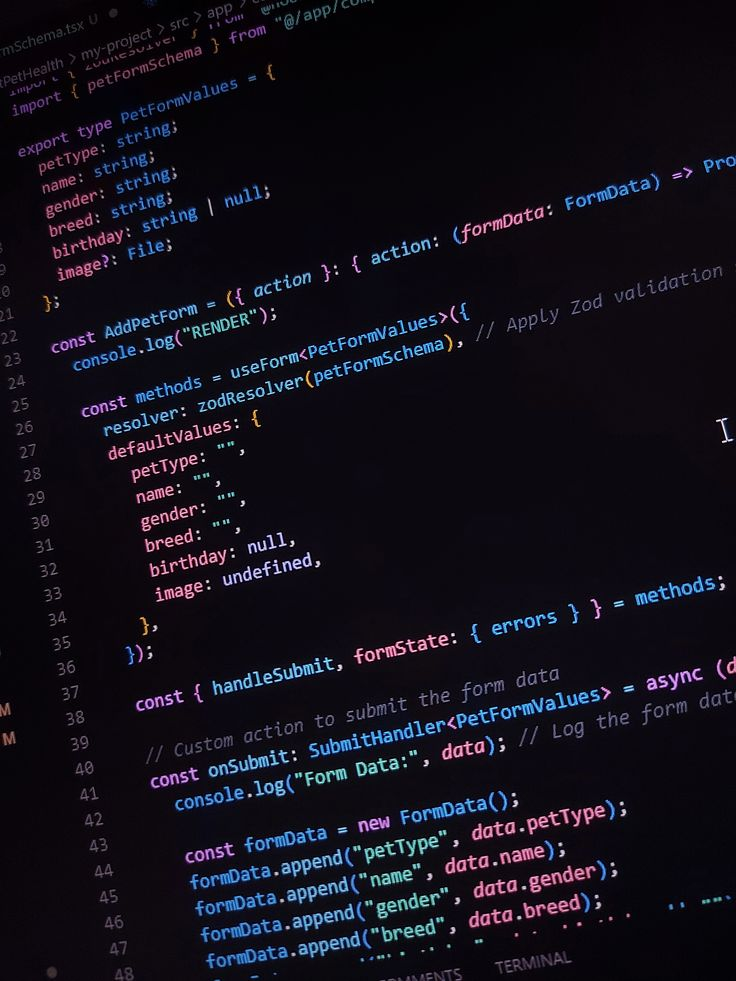 rmSchema.tsx U
tPetHealth > my-project > src > app >
import { zodResolver } from "@hoo
import { petFormSchema } from "@/app/comp
export type PetFormValues = {
petType: string;
name: string;
gender: string;
breed: string;
birthday: string | null;
image?: File;
20 };
21
22 const AddPetForm = ({ action }: { action: (formData: FormData) => Pro
23 console.log("RENDER");
24
25 const methods = useForm<PetFormValues>({
26 resolver: zodResolver(petFormSchema), // Apply Zod validation
27 defaultValues: {
28 petType: "",
29 name: "",
30 gender: "",
31 breed: "",
32 birthday: null,
33 image: undefined,
34 },
35 });
36
37 const { handleSubmit, formState: { errors } } = methods;
38
39 // Custom action to submit the form data
40 const onSubmit: SubmitHandler<PetFormValues> = async (d
41 console.log("Form Data:", data); // Log the form dat
42
43 const formData = new FormData();
44 formData.append("petType", data.petType);
45 formData.append("name", data.name);
46 formData.append("gender", data.gender);
47 formData.append("breed", data.breed);
48
M
M
OMMENTS TERMINAL